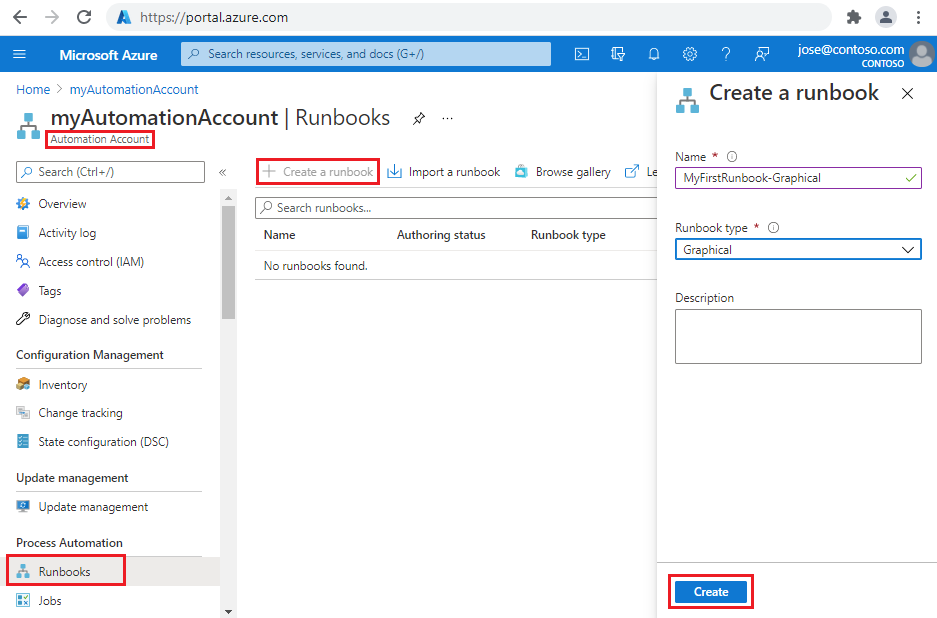 https://portal.azure.com
Microsoft Azure
Search resources, services, and docs (G+/)
jose@contoso.com
CONTOSO
Home > myAutomationAccount
myAutomationAccount | Runbooks
Automation Account
Search (Ctrl+/)
Overview
Activity log
Access control (IAM)
Tags
Diagnose and solve problems
Configuration Management
Inventory
Change tracking
State configuration (DSC)
Update management
Update management
Process Automation
Runbooks
Jobs
Create a runbook Import a runbook Browse gallery Le
Search runbooks...
Name Authoring status Runbook type
No runbooks found.
Create a runbook
Name *
MyFirstRunbook-Graphical
Runbook type *
Graphical
Description
Create